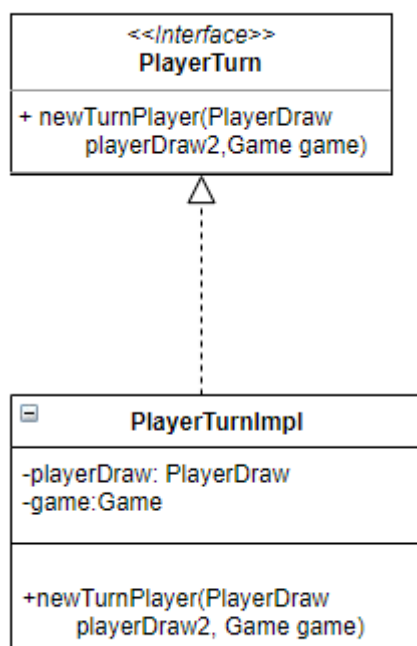 <<Interface>>
PlayerTurn
+ newTurnPlayer(PlayerDraw
playerDraw2,Game game)
PlayerTurnImpl
-playerDraw: PlayerDraw
-game:Game
+newTurnPlayer(PlayerDraw
playerDraw2, Game game)